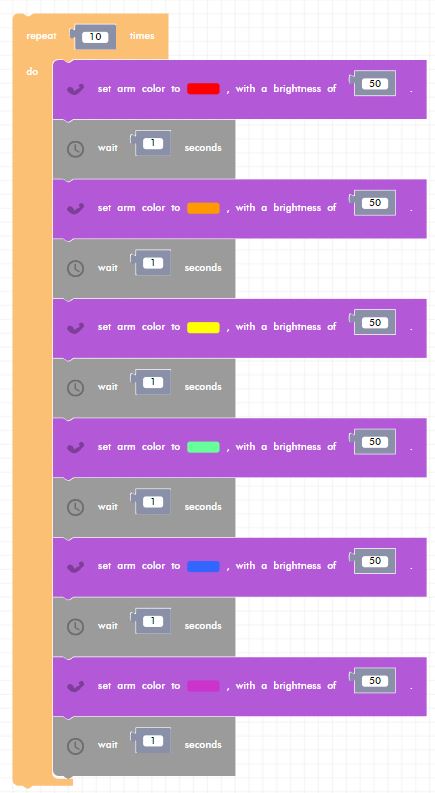 repeat 10 times
do
set arm color to , with a brightness of 50 .
wait 1 seconds
set arm color to , with a brightness of 50 .
wait 1 seconds
set arm color to , with a brightness of 50 .
wait 1 seconds
set arm color to , with a brightness of 50 .
wait 1 seconds
set arm color to , with a brightness of 50 .
wait 1 seconds
set arm color to , with a brightness of 50 .
wait 1 seconds